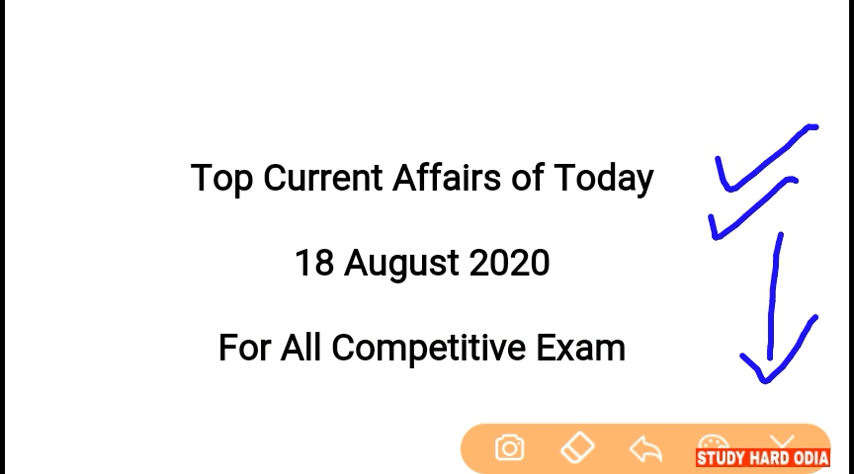 Top Current Affairs of Today
18 August 2020
For All Competitive Exam
STUDY HARD ODIA